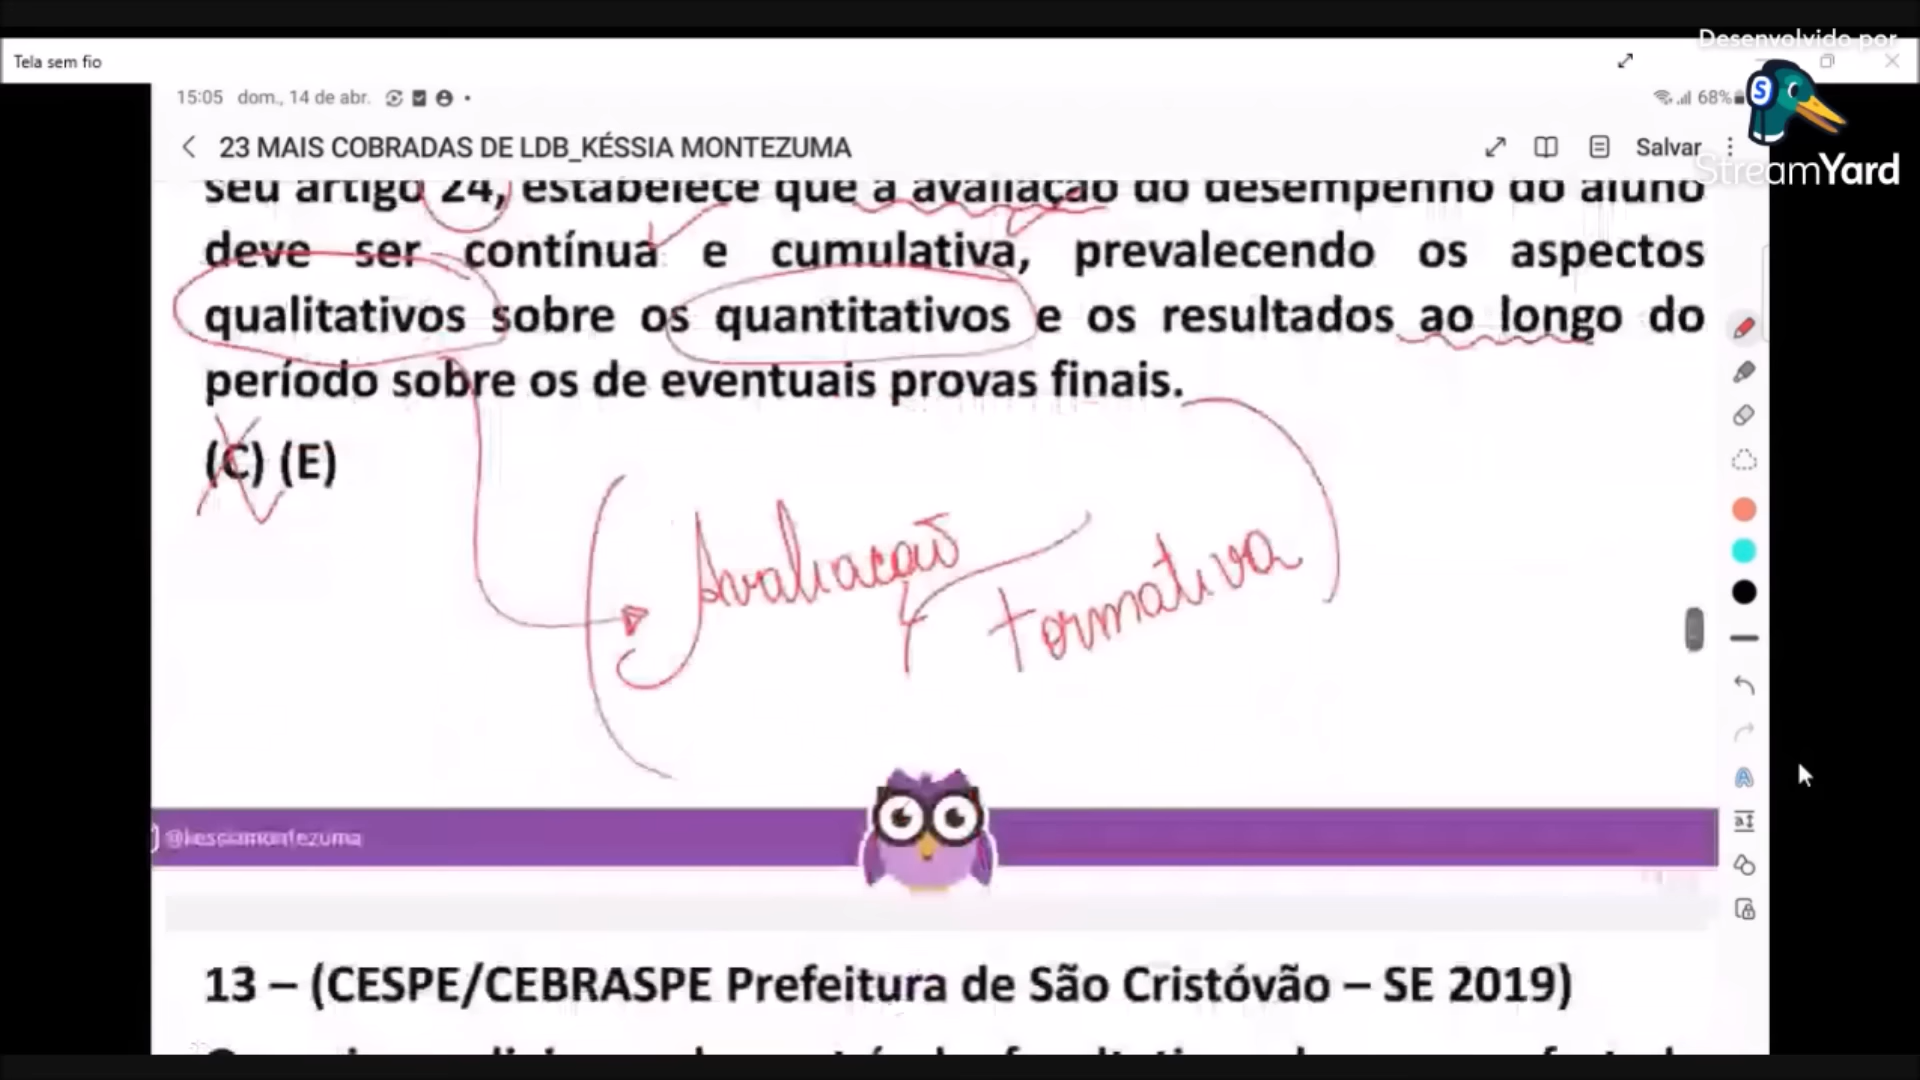 Desenvolvido por
Tela sem fio
15:05 dom., 14 de abr.
68%
23 MAIS COBRADAS DE LDB_KÉSSIA MONTEZUMA
Salvar
StreamYard
seu artigo 24, estabelece que a avaliação do desempenho do aluno
deve ser contínua e cumulativa, prevalecendo os aspectos
qualitativos sobre os quantitativos e os resultados ao longo do
período sobre os de eventuais provas finais.
(C) (E)
Avaliação
formativa
@kessiamontezuma
13 – (CESPE/CEBRASPE Prefeitura de São Cristóvão – SE 2019)